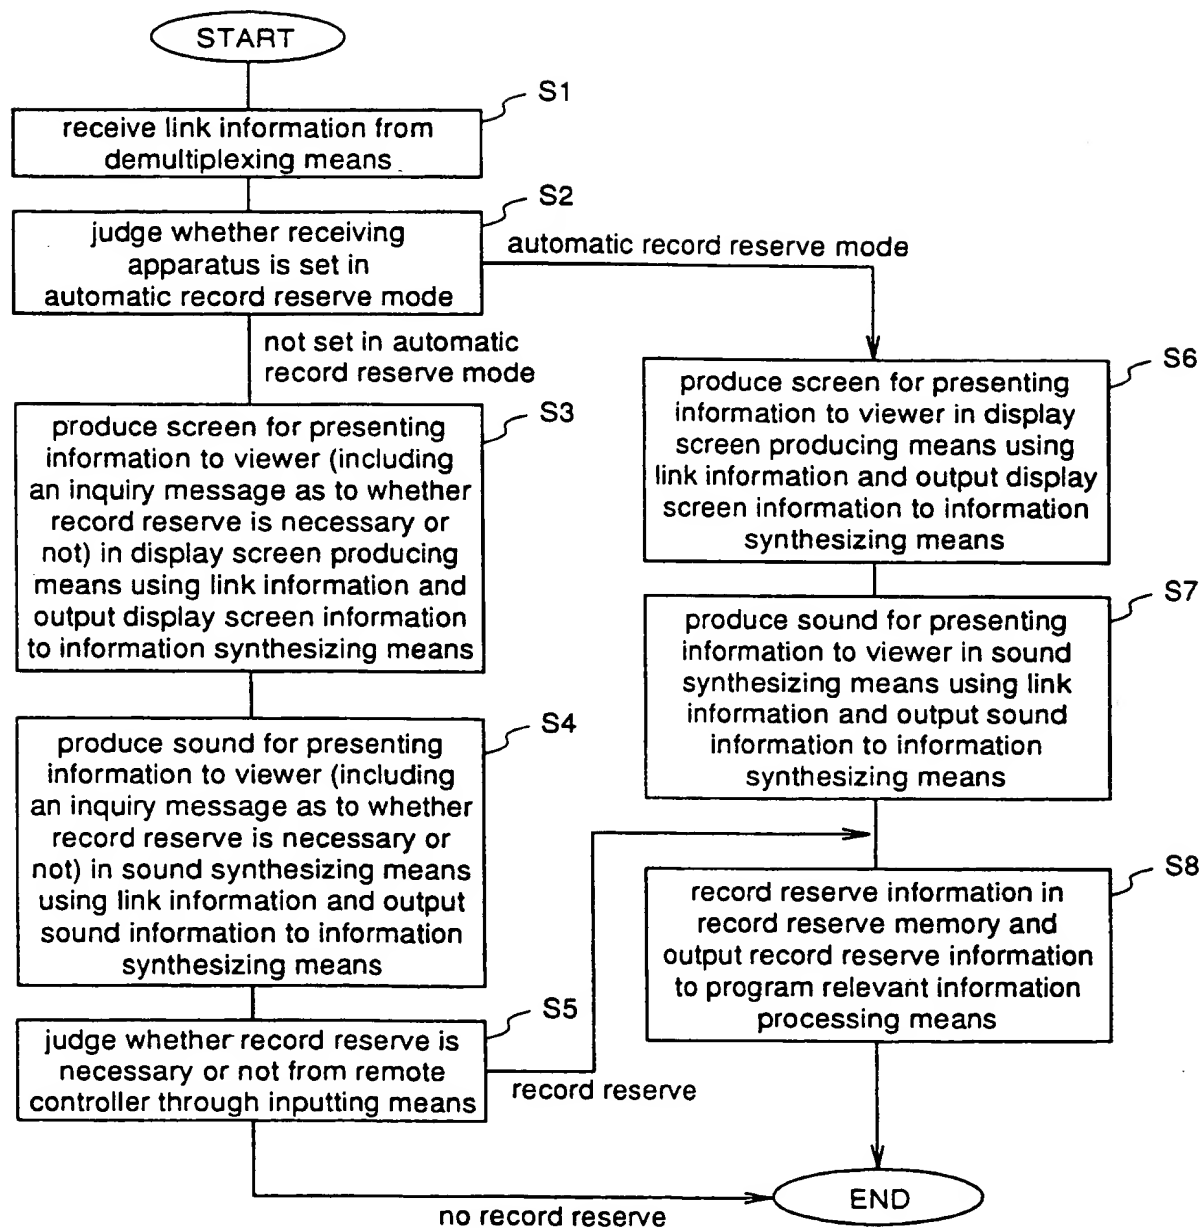 START
S1
receive link information from
demultiplexing means
S2
judge whether receiving
apparatus is set in
automatic record reserve mode
automatic record reserve mode
not set in automatic
record reserve mode
S3
produce screen for presenting
information to viewer (including
an inquiry message as to whether
record reserve is necessary or
not) in display screen producing
means using link information and
output display screen information
to information synthesizing means
S4
produce sound for presenting
information to viewer (including
an inquiry message as to whether
record reserve is necessary or
not) in sound synthesizing means
using link information and output
sound information to information
synthesizing means
S5
judge whether record reserve is
necessary or not from remote
controller through inputting means
record reserve
no record reserve
S6
produce screen for presenting
information to viewer in display
screen producing means using
link information and output display
screen information to information
synthesizing means
S7
produce sound for presenting
information to viewer in sound
synthesizing means using link
information and output sound
information to information
synthesizing means
S8
record reserve information in
record reserve memory and
output record reserve information
to program relevant information
processing means
END